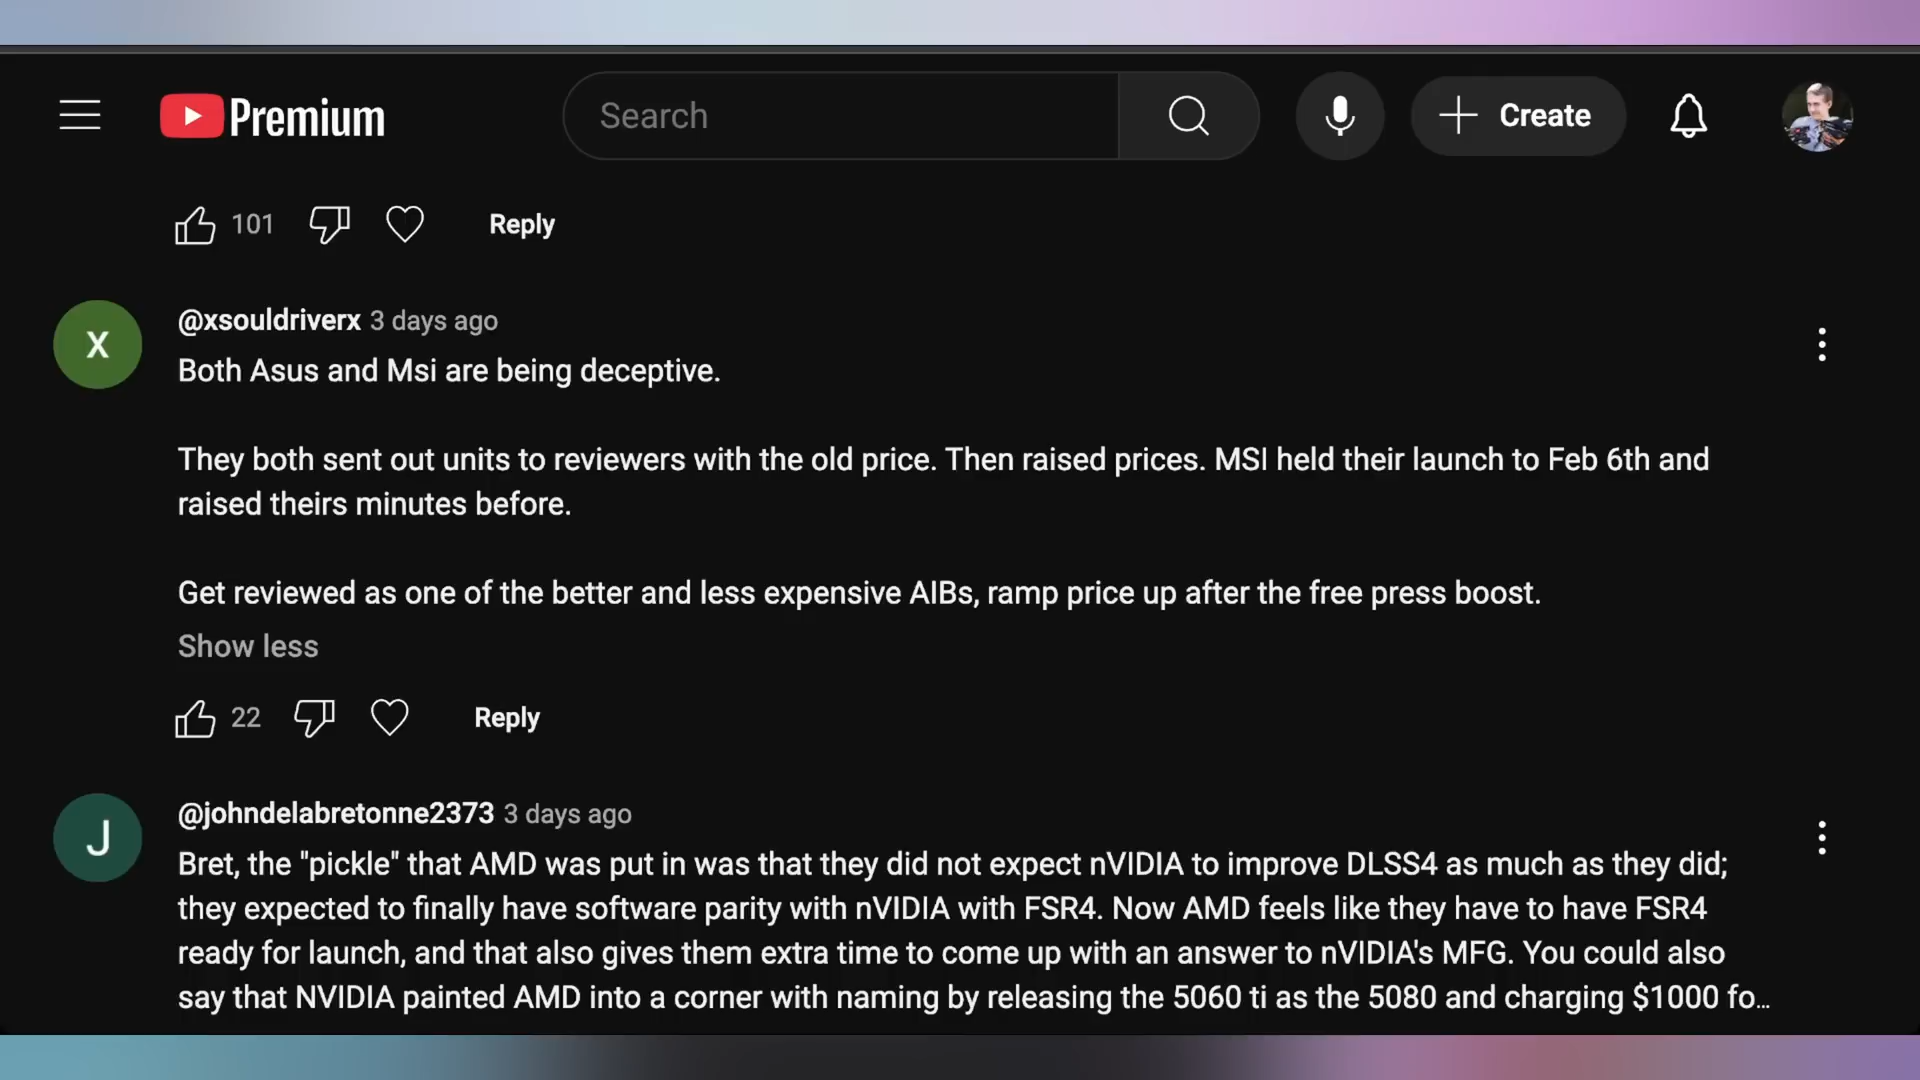 Premium
Search
Create
101
Reply
X
@xsouldriverx 3 days ago
Both Asus and Msi are being deceptive.
They both sent out units to reviewers with the old price. Then raised prices. MSI held their launch to Feb 6th and
raised theirs minutes before.
Get reviewed as one of the better and less expensive AIBs, ramp price up after the free press boost.
Show less
22
Reply
J
@johndelabretonne2373 3 days ago
Bret, the "pickle" that AMD was put in was that they did not expect nVIDIA to improve DLSS4 as much as they did;
they expected to finally have software parity with nVIDIA with FSR4. Now AMD feels like they have to have FSR4
ready for launch, and that also gives them extra time to come up with an answer to nVIDIA's MFG. You could also
say that NVIDIA painted AMD into a corner with naming by releasing the 5060 ti as the 5080 and charging $1000 fo...